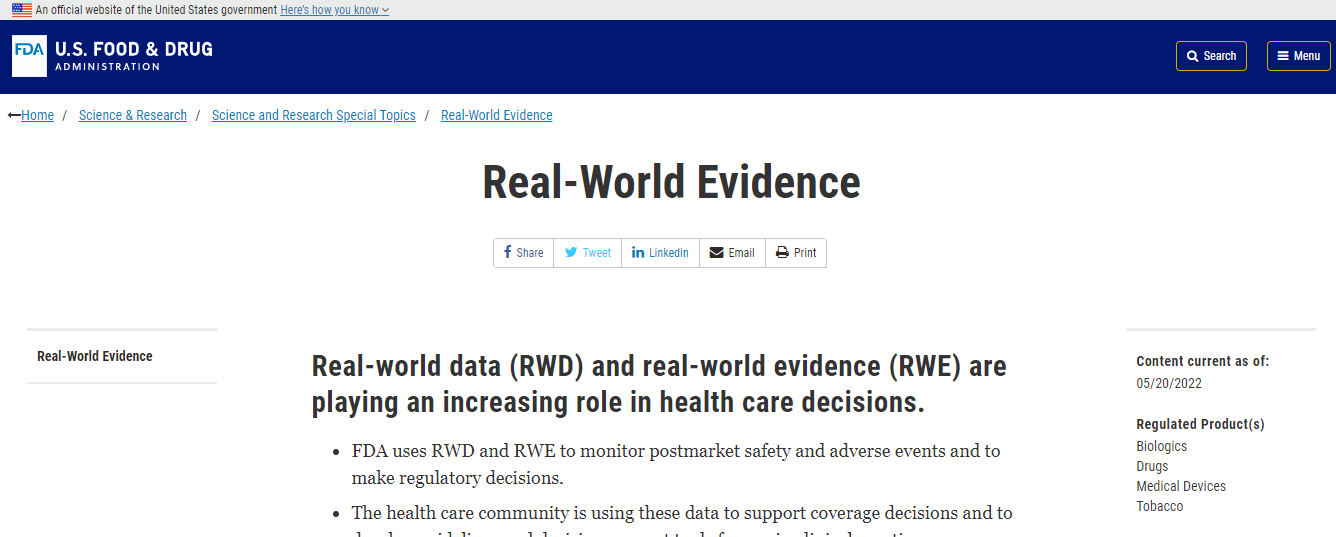 An official website of the United States government Here's how you know
FDA U.S. FOOD & DRUG
ADMINISTRATION
Search
Menu
Home / Science & Research / Science and Research Special Topics / Real-World Evidence
Real-World Evidence
Share Tweet Linkedin Email Print
Real-World Evidence
Real-world data (RWD) and real-world evidence (RWE) are
playing an increasing role in health care decisions.
FDA uses RWD and RWE to monitor postmarket safety and adverse events and to
make regulatory decisions.
The health care community is using these data to support coverage decisions and to
Content current as of:
05/20/2022
Regulated Product(s)
Biologics
Drugs
Medical Devices
Tobacco